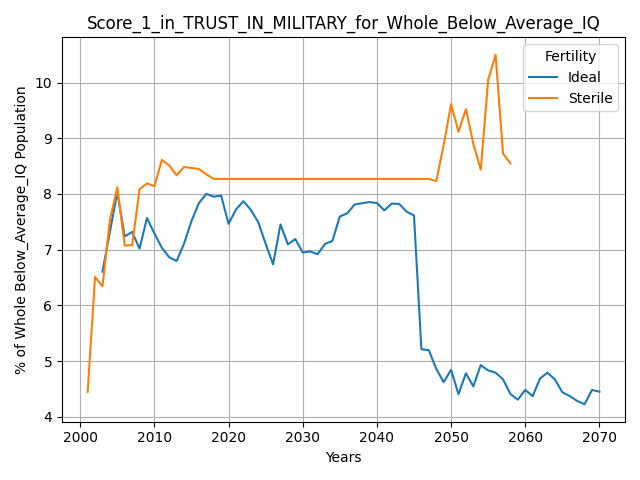 Score_1_in_TRUST_IN_MILITARY_for_Whole_Below_Average_IQ
Fertility
Ideal
Sterile
% of Whole Below_Average_IQ Population
10
9
8
7
6
5
4
2000 2010 2020 2030 2040 2050 2060 2070
Years